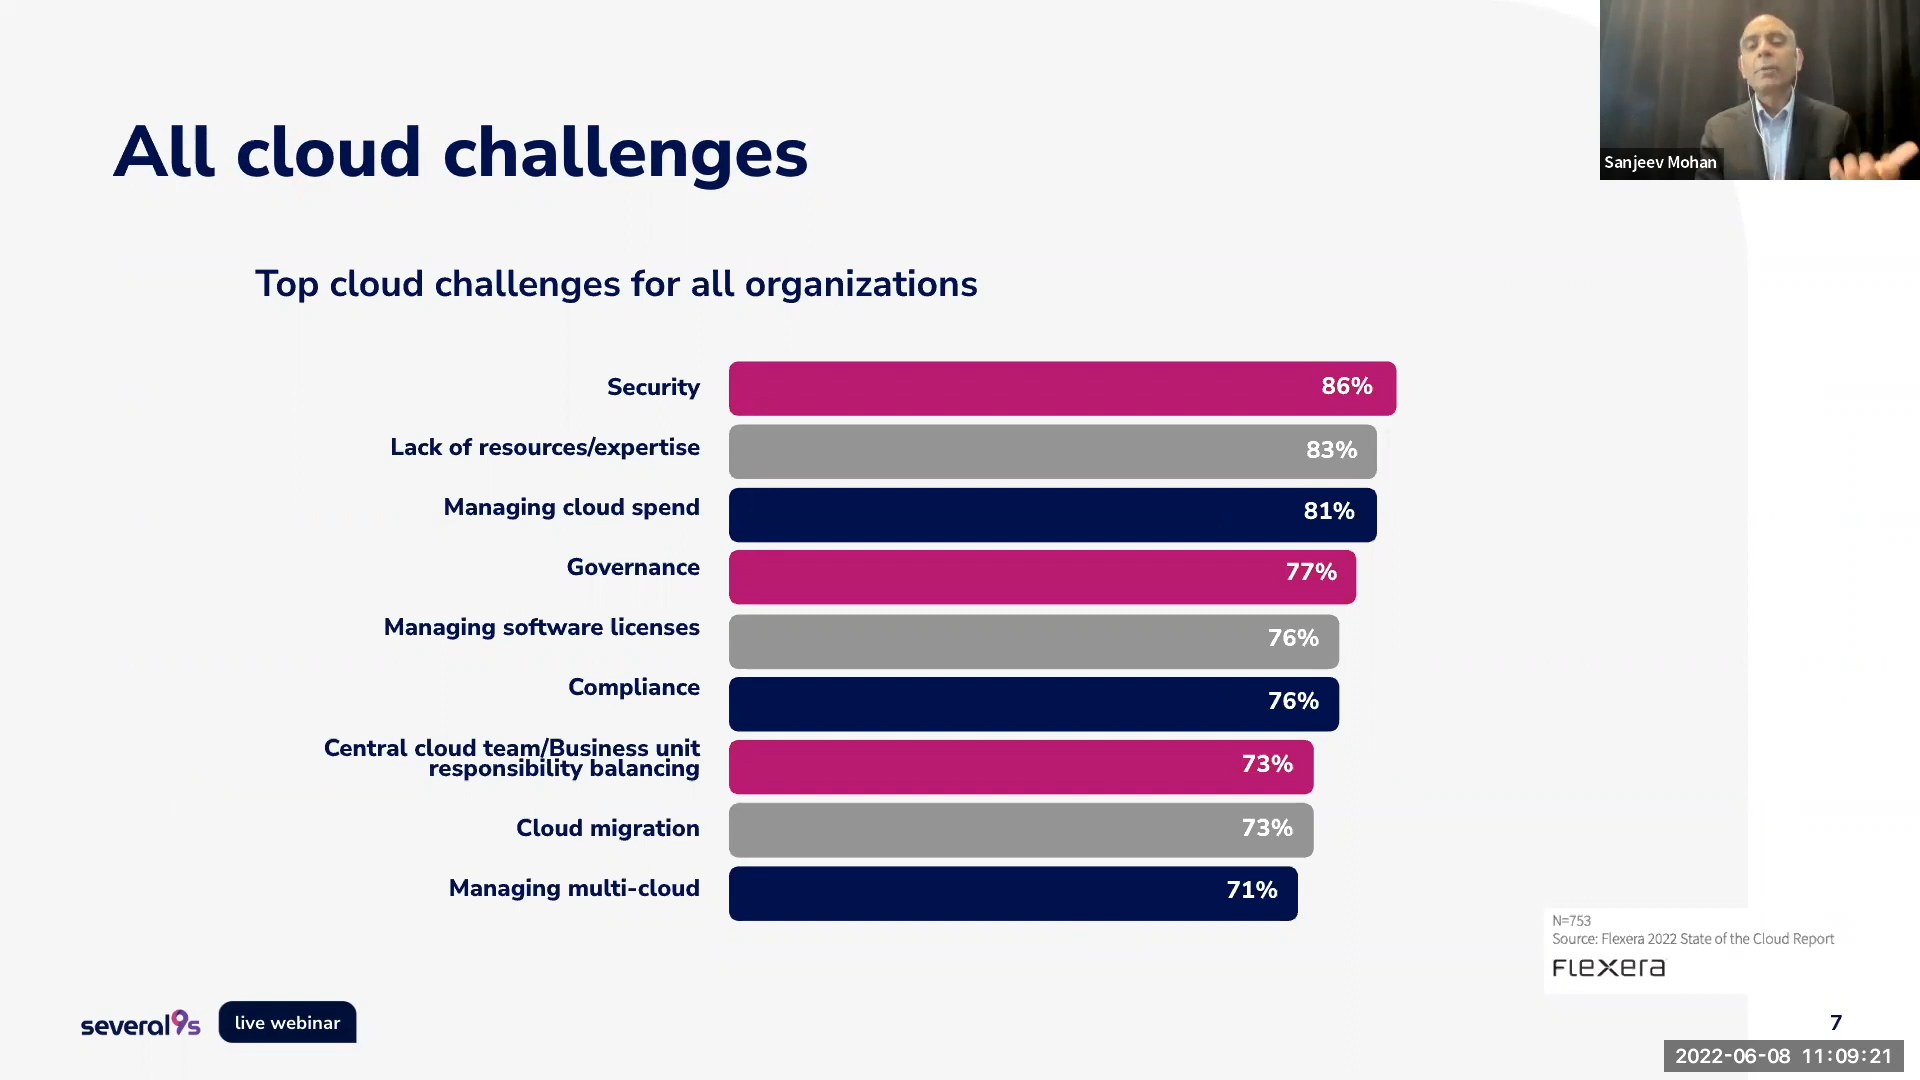 All cloud challenges
Sanjeev Mohan
Top cloud challenges for all organizations
Security 86%
Lack of resources/expertise 83%
Managing cloud spend 81%
Governance 77%
Managing software licenses 76%
Compliance 76%
Central cloud team/Business unit
responsibility balancing 73%
Cloud migration 73%
Managing multi-cloud 71%
N=753
Source: Flexera 2022 State of the Cloud Report
FLEXERA
several9s live webinar
7
2022-06-08 11:09:21